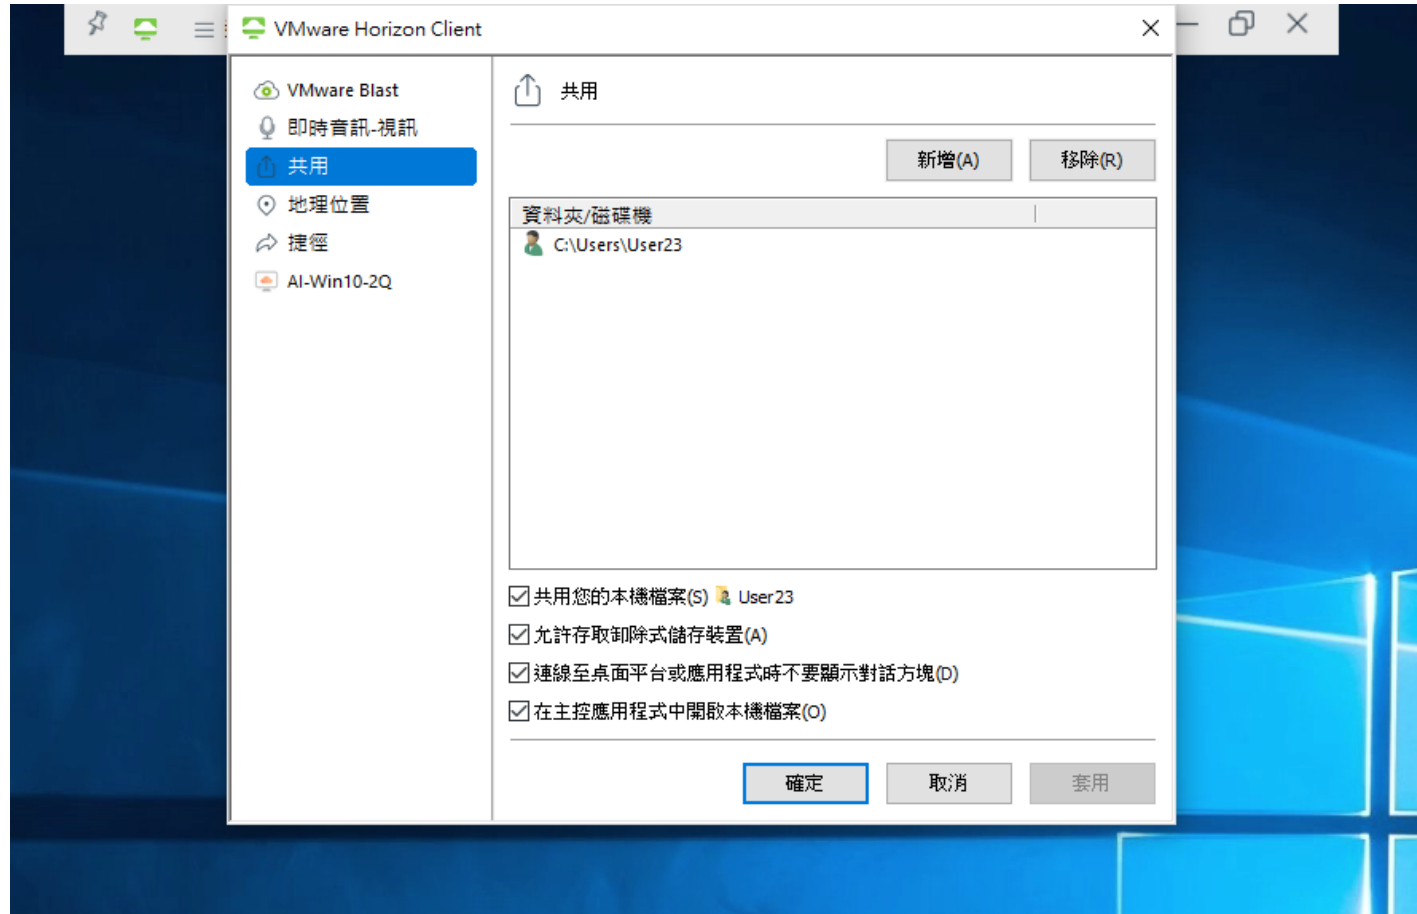 VMware Horizon Client
VMware Blast
即時音訊-視訊
共用
地理位置
捷徑
AI-Win10-2Q
共用
新增(A)
移除(R)
資料夾/磁碟機
C:\Users\User23
共用您的本機檔案(S) User23
允許存取卸除式儲存裝置(A)
連線至桌面平台或應用程式時不要顯示對話方塊(D)
在主控應用程式中開啟本機檔案(O)
確定
取消
套用